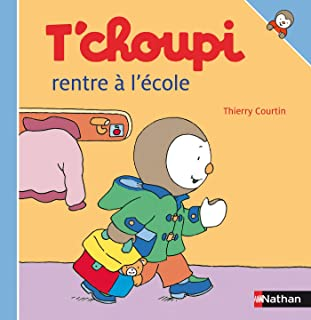 T'choupi
rentre à l'école
Thierry Courtin
Nathan